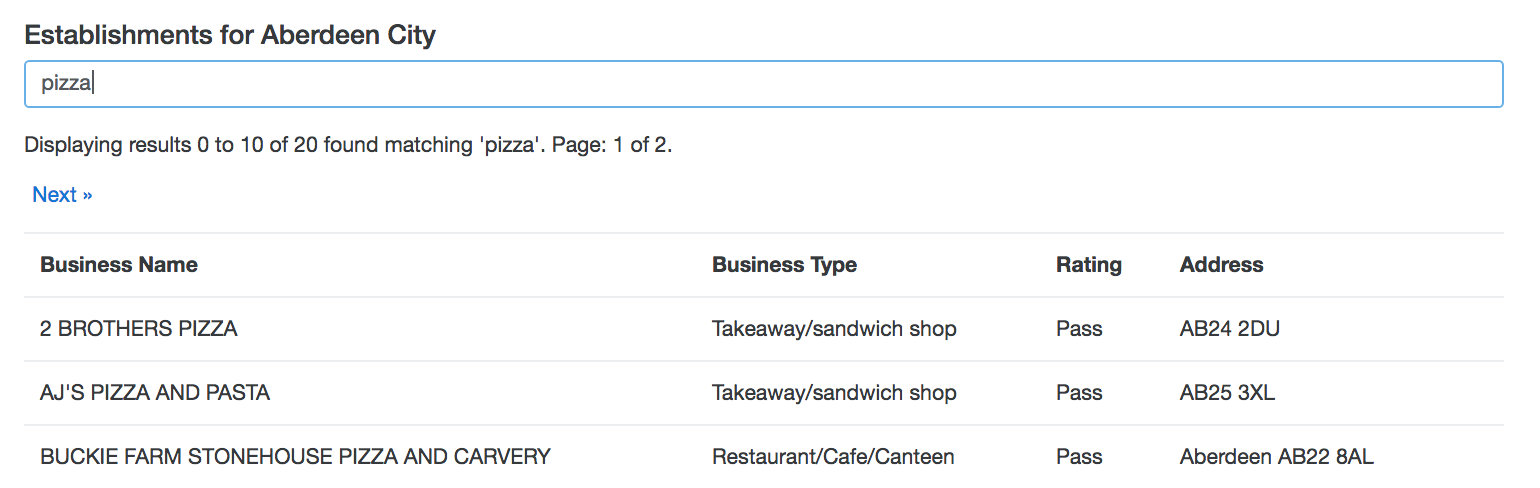 Establishments for Aberdeen City
pizza
Displaying results 0 to 10 of 20 found matching 'pizza'. Page: 1 of 2.
Next »
Business Name Business Type Rating Address
2 BROTHERS PIZZA Takeaway/sandwich shop Pass AB24 2DU
AJ'S PIZZA AND PASTA Takeaway/sandwich shop Pass AB25 3XL
BUCKIE FARM STONEHOUSE PIZZA AND CARVERY Restaurant/Cafe/Canteen Pass Aberdeen AB22 8AL